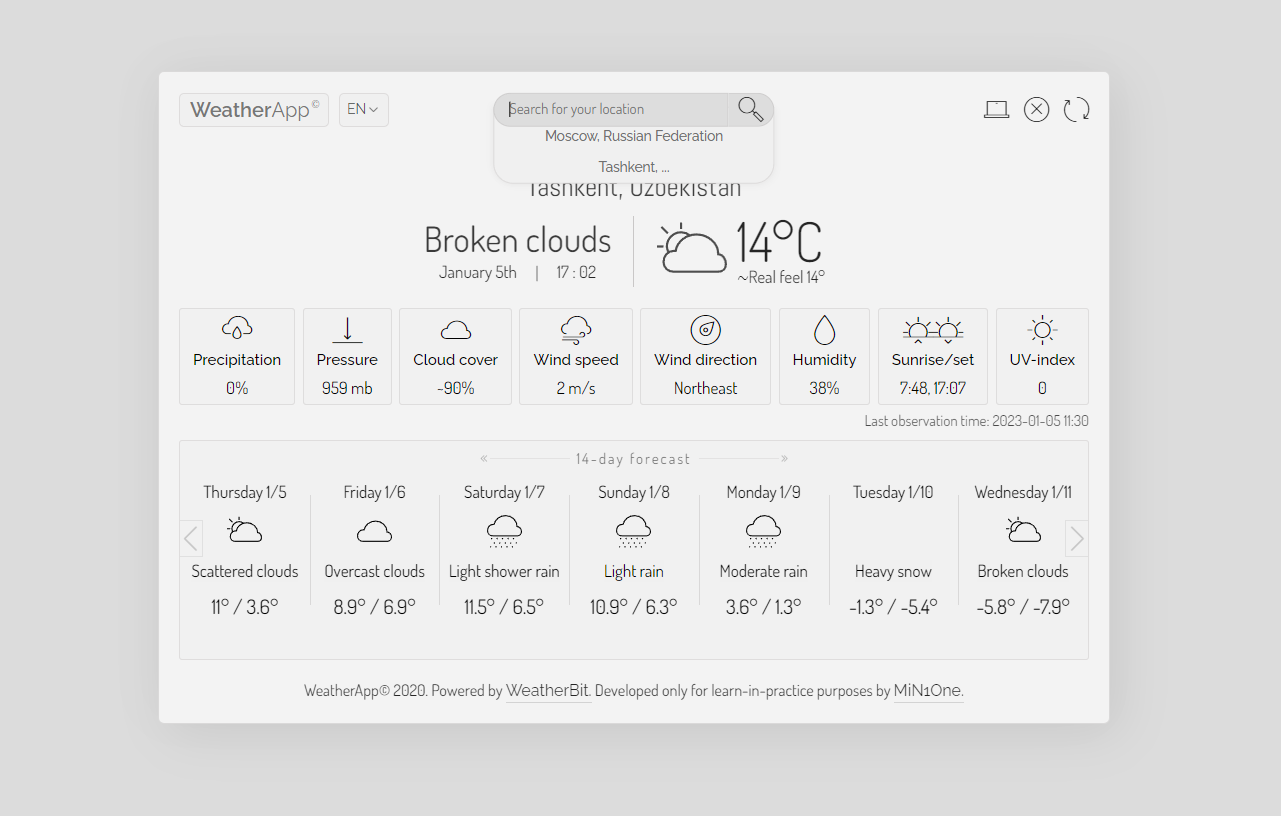 WeatherApp©
EN
Search for your location
Moscow, Russian Federation
Tashkent, ...
Tashkent, Uzbekistan
Broken clouds
January 5th | 17 : 02
14°C
~Real feel 14°
Precipitation
0%
Pressure
959 mb
Cloud cover
~90%
Wind speed
2 m/s
Wind direction
Northeast
Humidity
38%
Sunrise/set
7:48, 17:07
UV-index
0
Last observation time: 2023-01-05 11:30
« 14-day forecast »
Thursday 1/5
Scattered clouds
11° / 3.6°
Friday 1/6
Overcast clouds
8.9° / 6.9°
Saturday 1/7
Light shower rain
11.5° / 6.5°
Sunday 1/8
Light rain
10.9° / 6.3°
Monday 1/9
Moderate rain
3.6° / 1.3°
Tuesday 1/10
Heavy snow
-1.3° / -5.4°
Wednesday 1/11
Broken clouds
-5.8° / -7.9°
WeatherApp© 2020. Powered by WeatherBit. Developed only for learn-in-practice purposes by MiN1One.